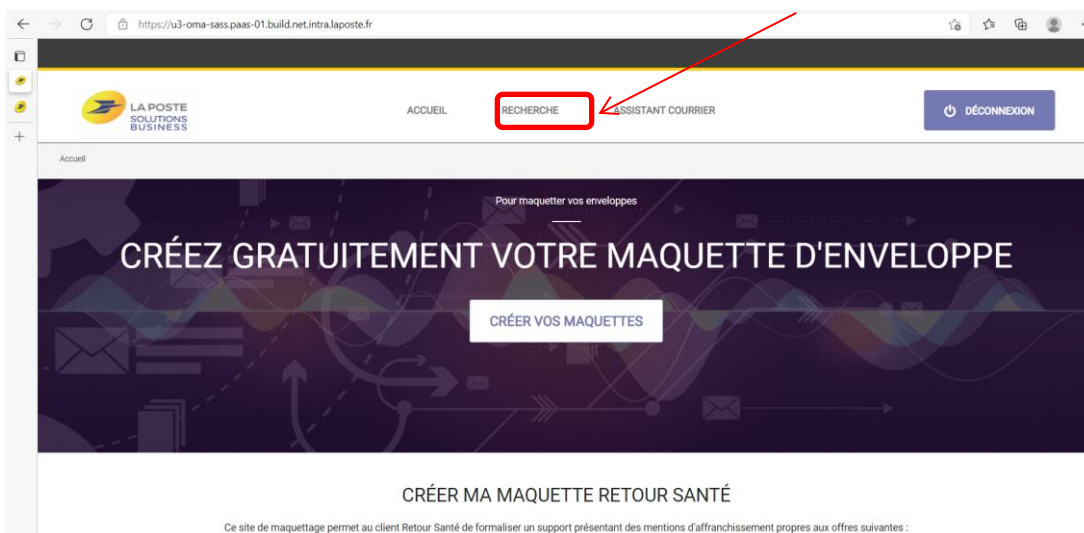 https://u3-oma-sass.paas-01.build.net.intra.laposte.fr
LA POSTE
SOLUTIONS
BUSINESS
ACCUEIL RECHERCHE ASSISTANT COURRIER DÉCONNEXION
Accueil
Pour maquetter vos enveloppes
CRÉEZ GRATUITEMENT VOTRE MAQUETTE D'ENVELOPPE
CRÉER VOS MAQUETTES
CRÉER MA MAQUETTE RETOUR SANTÉ
Ce site de maquettage permet au client Retour Santé de formaliser un support présentant des mentions d'affranchissement propres aux offres suivantes :